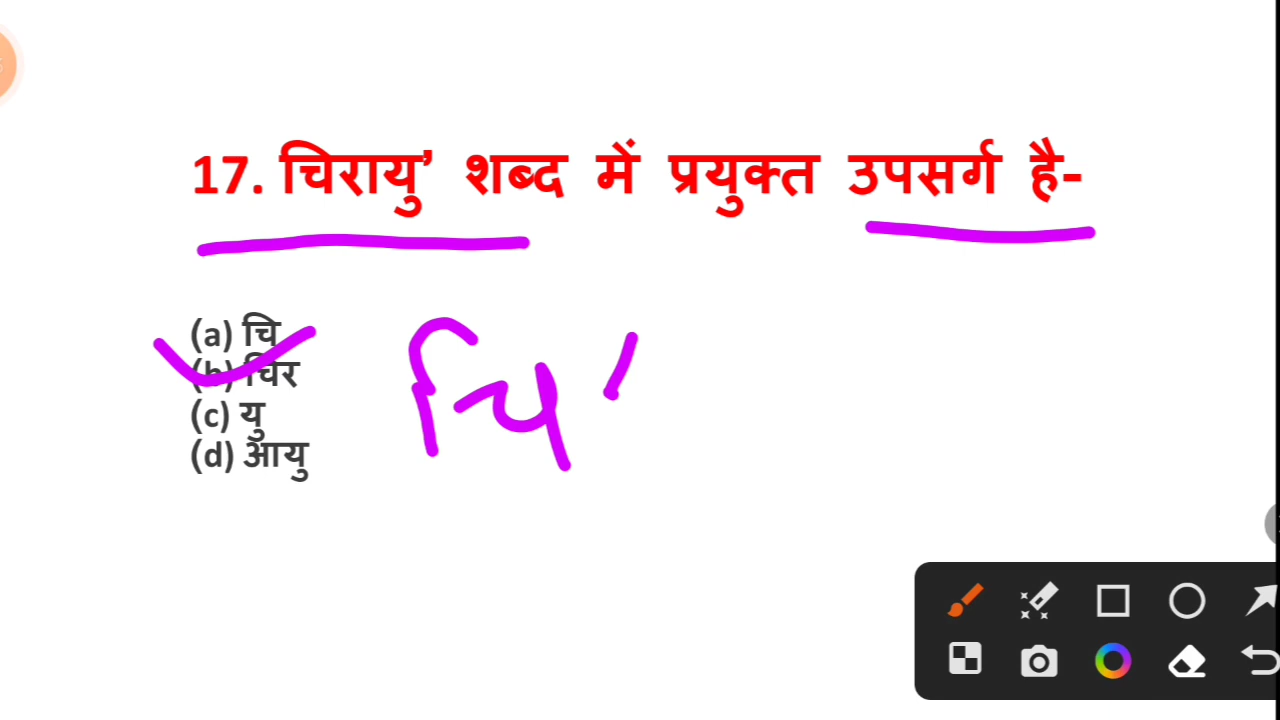 17. चिरायु’ शब्द में प्रयुक्त उपसर्ग है-
(a) चि
(b) चिर
(c) यु
(d) आयु
चि